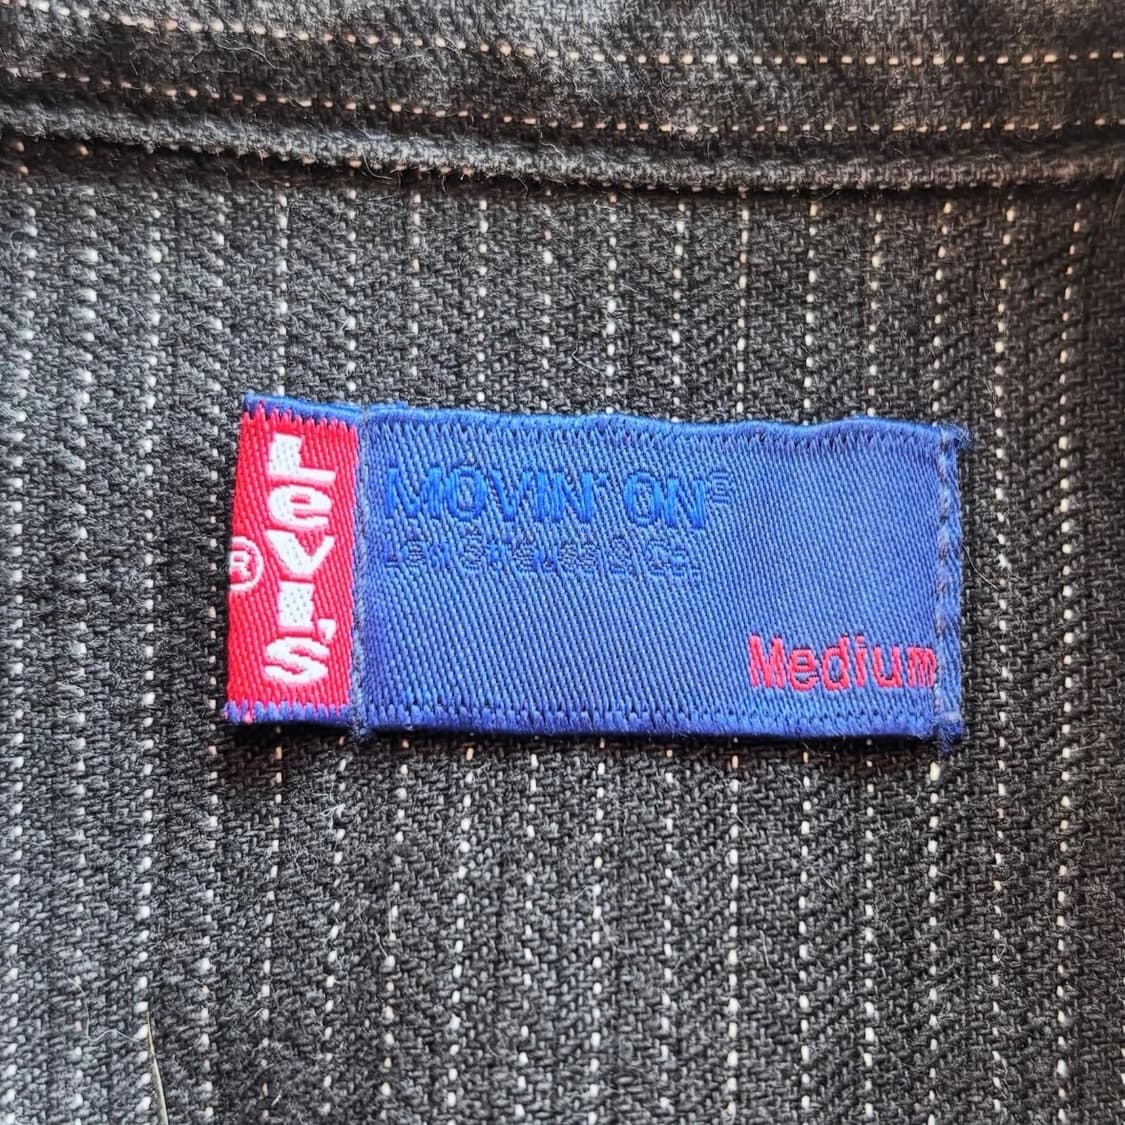 Levi's®
MOVIN' ON®
Levi Strauss & Co.
Medium